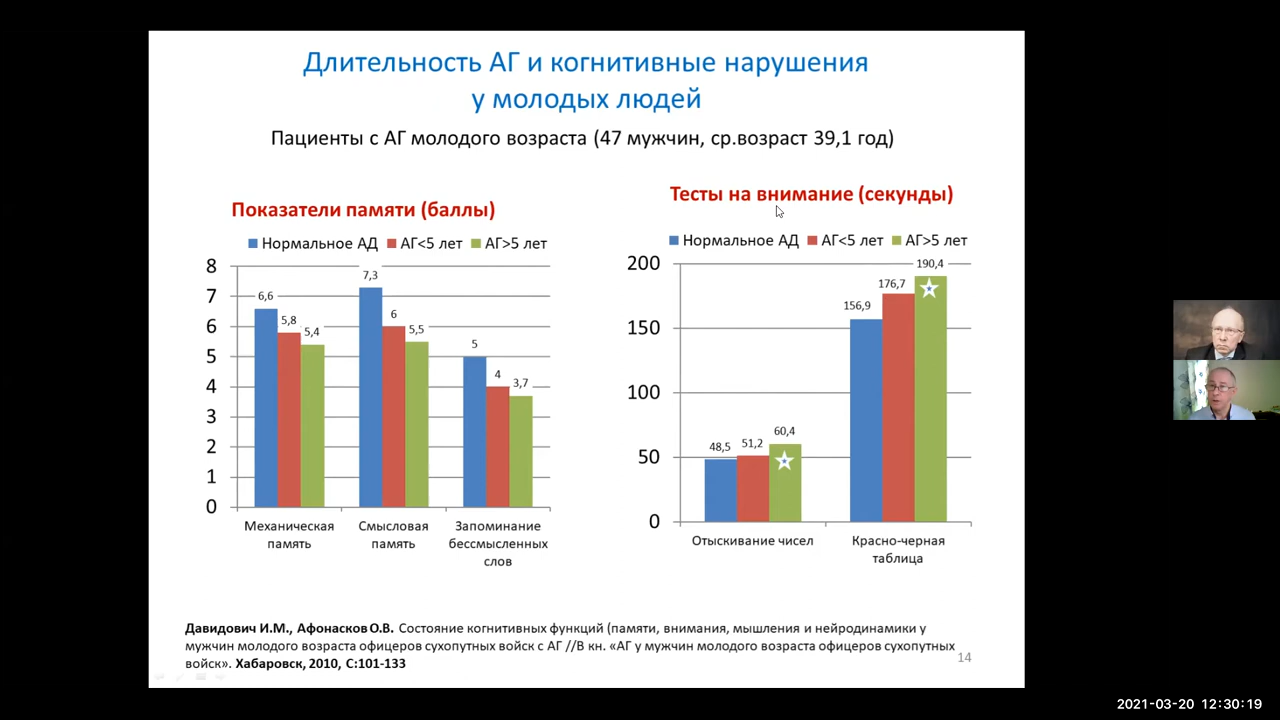 Длительность АГ и когнитивные нарушения
у молодых людей
Пациенты с АГ молодого возраста (47 мужчин, ср.возраст 39,1 год)
Показатели памяти (баллы)
Нормальное АД АГ<5 лет АГ>5 лет
8
7
6
5
4
3
2
1
0
6,6
5,8
5,4
7,3
6
5,5
5
4
3,7
Механическая
память
Смысловая
память
Запоминание
бессмысленных
слов
Тесты на внимание (секунды)
Нормальное АД АГ<5 лет АГ>5 лет
200
150
100
50
0
48,5
51,2
60,4
156,9
176,7
190,4
Отыскивание чисел
Красно-черная
таблица
Давидович И.М., Афонасков О.В. Состояние когнитивных функций (памяти, внимания, мышления и нейродинамики у
мужчин молодого возраста офицеров сухопутных войск с АГ //В кн. «АГ у мужчин молодого возраста офицеров сухопутных
войск». Хабаровск, 2010, С:101-133
14
2021-03-20 12:30:19